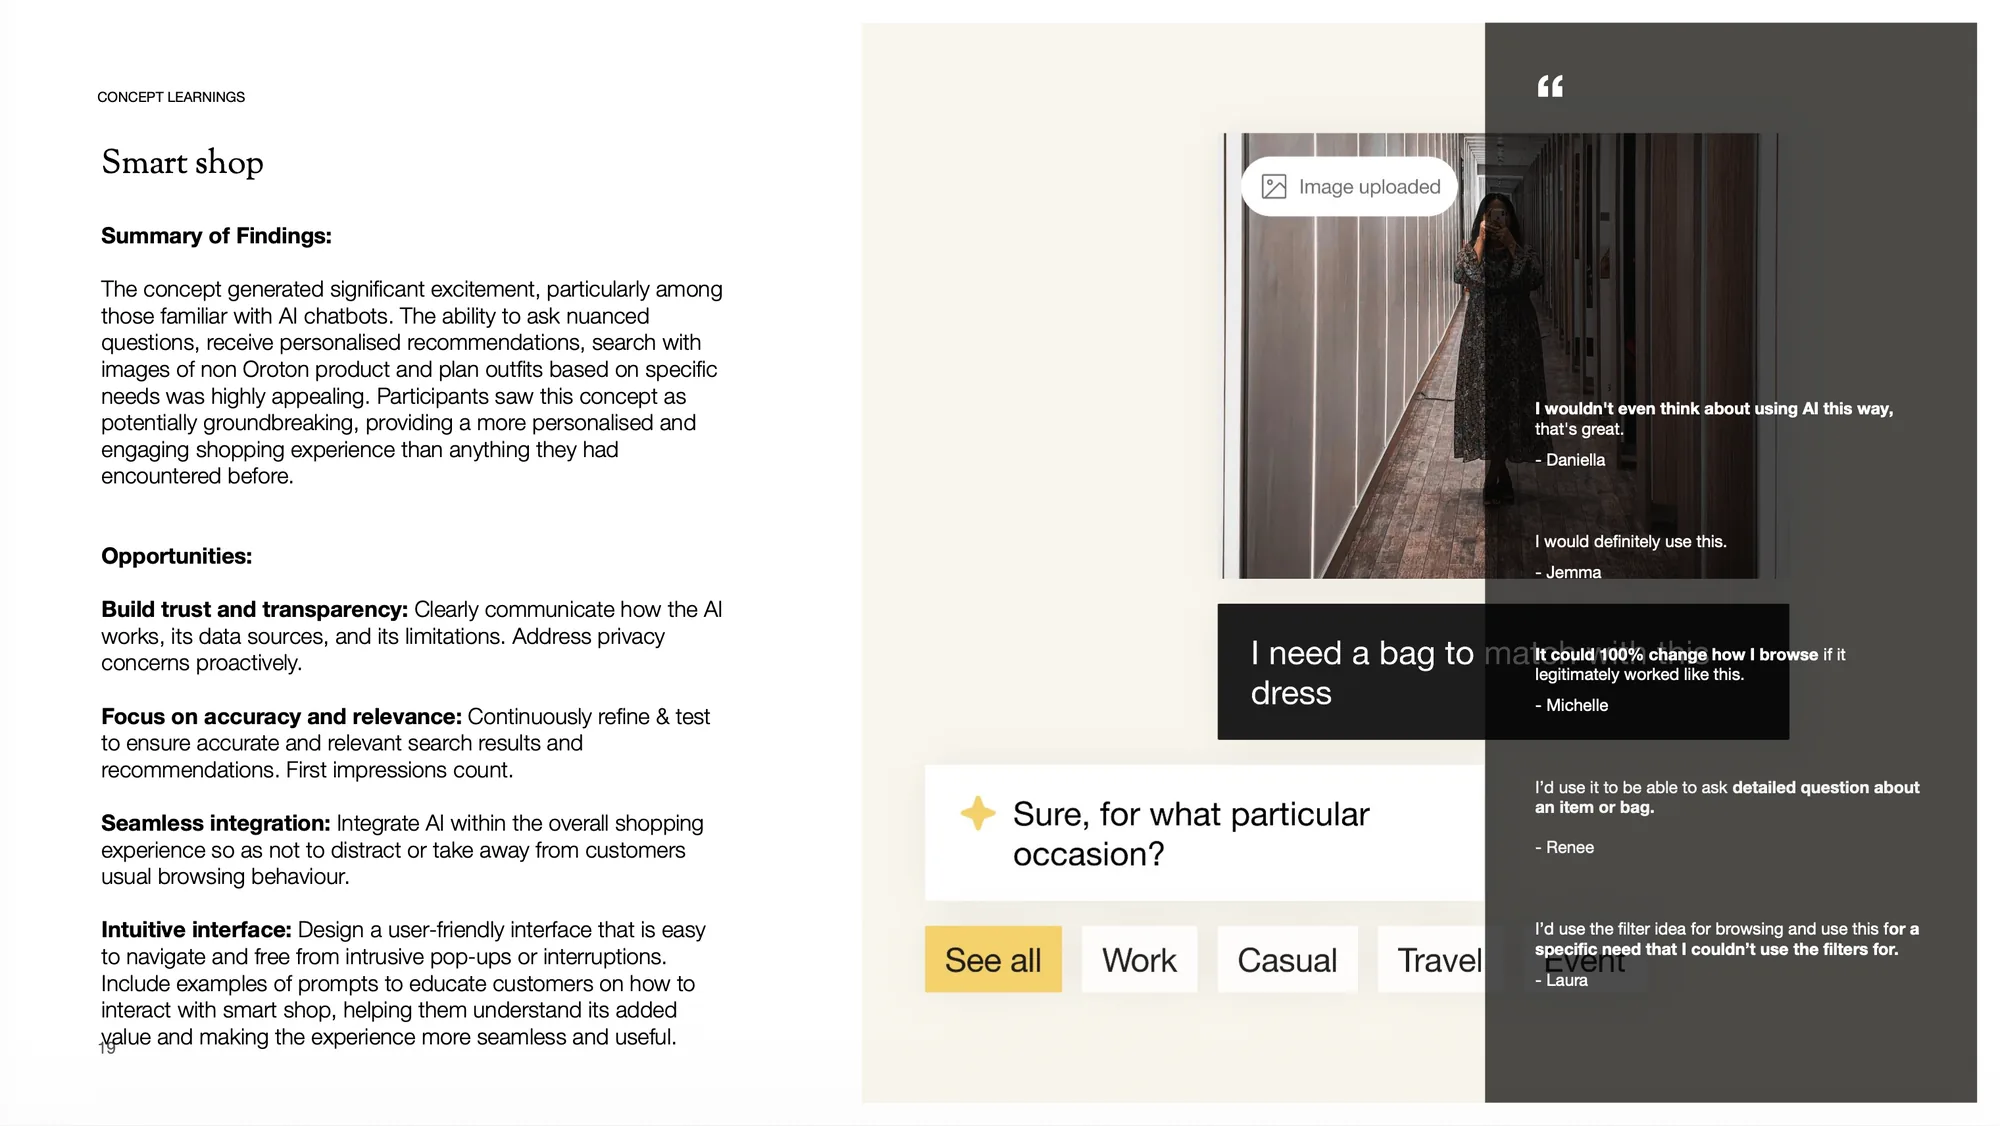 CONCEPT LEARNINGS
Smart shop
Summary of Findings:
The concept generated significant excitement, particularly among
those familiar with AI chatbots. The ability to ask nuanced
questions, receive personalised recommendations, search with
images of non Oroton product and plan outfits based on specific
needs was highly appealing. Participants saw this concept as
potentially groundbreaking, providing a more personalised and
engaging shopping experience than anything they had
encountered before.
Opportunities:
Build trust and transparency: Clearly communicate how the AI
works, its data sources, and its limitations. Address privacy
concerns proactively.
Focus on accuracy and relevance: Continuously refine & test
to ensure accurate and relevant search results and
recommendations. First impressions count.
Seamless integration: Integrate AI within the overall shopping
experience so as not to distract or take away from customers
usual browsing behaviour.
Intuitive interface: Design a user-friendly interface that is easy
to navigate and free from intrusive pop-ups or interruptions.
Include examples of prompts to educate customers on how to
interact with smart shop, helping them understand its added
value and making the experience more seamless and useful.
19
Image uploaded
I need a bag to match with this
dress
Sure, for what particular
occasion?
See all
Work
Casual
Travel
Event
“
I wouldn't even think about using AI this way,
that's great.
- Daniella
I would definitely use this.
- Jemma
It could 100% change how I browse if it
legitimately worked like this.
- Michelle
I’d use it to be able to ask detailed question about
an item or bag.
- Renee
I’d use the filter idea for browsing and use this for a
specific need that I couldn’t use the filters for.
- Laura